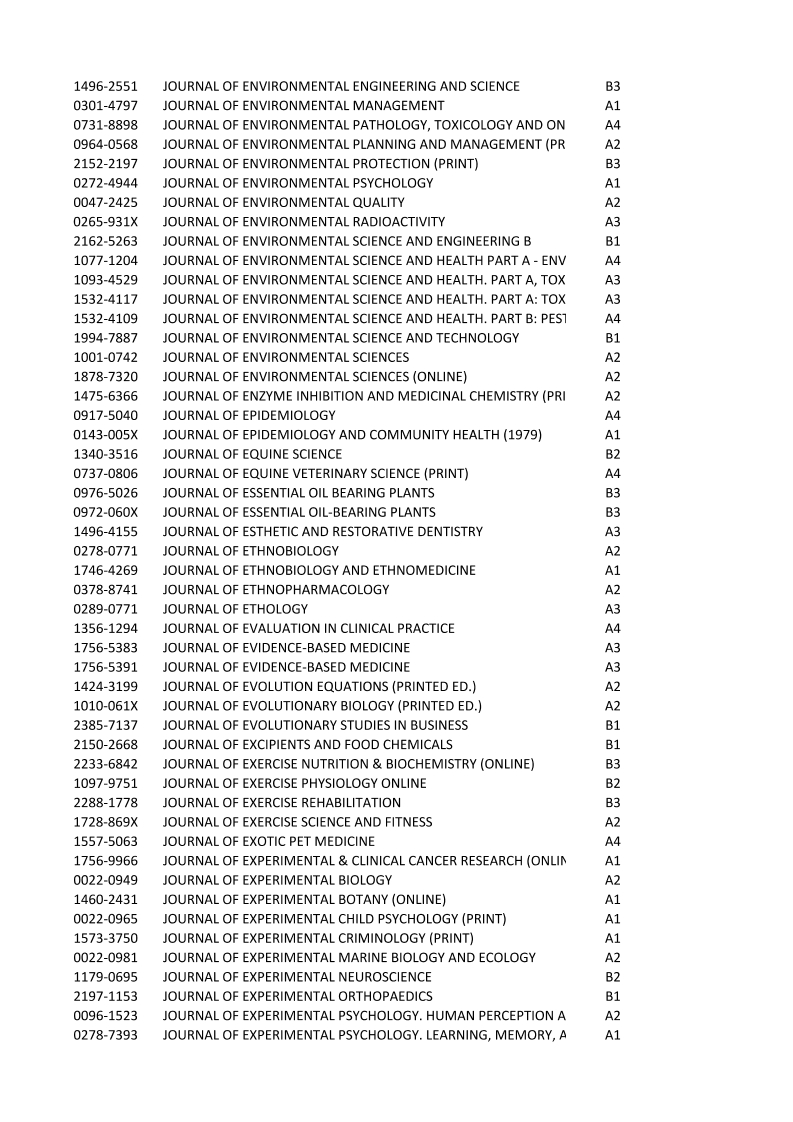 1496-2551 JOURNAL OF ENVIRONMENTAL ENGINEERING AND SCIENCE B3
0301-4797 JOURNAL OF ENVIRONMENTAL MANAGEMENT A1
0731-8898 JOURNAL OF ENVIRONMENTAL PATHOLOGY, TOXICOLOGY AND ON A4
0964-0568 JOURNAL OF ENVIRONMENTAL PLANNING AND MANAGEMENT (PR A2
2152-2197 JOURNAL OF ENVIRONMENTAL PROTECTION (PRINT) B3
0272-4944 JOURNAL OF ENVIRONMENTAL PSYCHOLOGY A1
0047-2425 JOURNAL OF ENVIRONMENTAL QUALITY A2
0265-931X JOURNAL OF ENVIRONMENTAL RADIOACTIVITY A3
2162-5263 JOURNAL OF ENVIRONMENTAL SCIENCE AND ENGINEERING B B1
1077-1204 JOURNAL OF ENVIRONMENTAL SCIENCE AND HEALTH PART A - ENV A4
1093-4529 JOURNAL OF ENVIRONMENTAL SCIENCE AND HEALTH. PART A, TOX A3
1532-4117 JOURNAL OF ENVIRONMENTAL SCIENCE AND HEALTH. PART A: TOX A3
1532-4109 JOURNAL OF ENVIRONMENTAL SCIENCE AND HEALTH. PART B: PEST A4
1994-7887 JOURNAL OF ENVIRONMENTAL SCIENCE AND TECHNOLOGY B1
1001-0742 JOURNAL OF ENVIRONMENTAL SCIENCES A2
1878-7320 JOURNAL OF ENVIRONMENTAL SCIENCES (ONLINE) A2
1475-6366 JOURNAL OF ENZYME INHIBITION AND MEDICINAL CHEMISTRY (PRI A2
0917-5040 JOURNAL OF EPIDEMIOLOGY A4
0143-005X JOURNAL OF EPIDEMIOLOGY AND COMMUNITY HEALTH (1979) A1
1340-3516 JOURNAL OF EQUINE SCIENCE B2
0737-0806 JOURNAL OF EQUINE VETERINARY SCIENCE (PRINT) A4
0976-5026 JOURNAL OF ESSENTIAL OIL BEARING PLANTS B3
0972-060X JOURNAL OF ESSENTIAL OIL-BEARING PLANTS B3
1496-4155 JOURNAL OF ESTHETIC AND RESTORATIVE DENTISTRY A3
0278-0771 JOURNAL OF ETHNOBIOLOGY A2
1746-4269 JOURNAL OF ETHNOBIOLOGY AND ETHNOMEDICINE A1
0378-8741 JOURNAL OF ETHNOPHARMACOLOGY A2
0289-0771 JOURNAL OF ETHOLOGY A3
1356-1294 JOURNAL OF EVALUATION IN CLINICAL PRACTICE A4
1756-5383 JOURNAL OF EVIDENCE-BASED MEDICINE A3
1756-5391 JOURNAL OF EVIDENCE-BASED MEDICINE A3
1424-3199 JOURNAL OF EVOLUTION EQUATIONS (PRINTED ED.) A2
1010-061X JOURNAL OF EVOLUTIONARY BIOLOGY (PRINTED ED.) A2
2385-7137 JOURNAL OF EVOLUTIONARY STUDIES IN BUSINESS B1
2150-2668 JOURNAL OF EXCIPIENTS AND FOOD CHEMICALS B1
2233-6842 JOURNAL OF EXERCISE NUTRITION & BIOCHEMISTRY (ONLINE) B3
1097-9751 JOURNAL OF EXERCISE PHYSIOLOGY ONLINE B2
2288-1778 JOURNAL OF EXERCISE REHABILITATION B3
1728-869X JOURNAL OF EXERCISE SCIENCE AND FITNESS A2
1557-5063 JOURNAL OF EXOTIC PET MEDICINE A4
1756-9966 JOURNAL OF EXPERIMENTAL & CLINICAL CANCER RESEARCH (ONLIN A1
0022-0949 JOURNAL OF EXPERIMENTAL BIOLOGY A2
1460-2431 JOURNAL OF EXPERIMENTAL BOTANY (ONLINE) A1
0022-0965 JOURNAL OF EXPERIMENTAL CHILD PSYCHOLOGY (PRINT) A1
1573-3750 JOURNAL OF EXPERIMENTAL CRIMINOLOGY (PRINT) A1
0022-0981 JOURNAL OF EXPERIMENTAL MARINE BIOLOGY AND ECOLOGY A2
1179-0695 JOURNAL OF EXPERIMENTAL NEUROSCIENCE B2
2197-1153 JOURNAL OF EXPERIMENTAL ORTHOPAEDICS B1
0096-1523 JOURNAL OF EXPERIMENTAL PSYCHOLOGY. HUMAN PERCEPTION A A2
0278-7393 JOURNAL OF EXPERIMENTAL PSYCHOLOGY. LEARNING, MEMORY, A A1